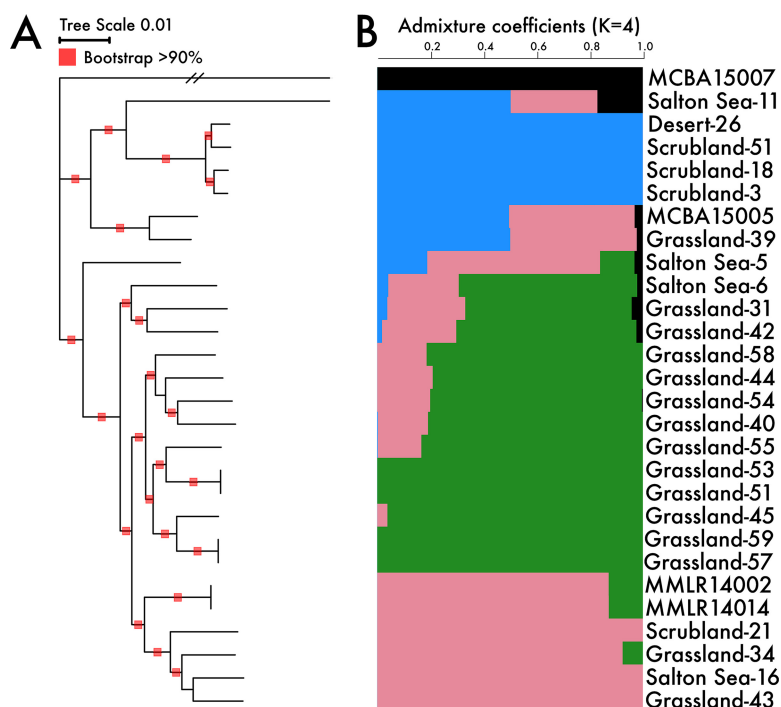 A
Tree Scale 0.01
Bootstrap >90%
B
Admixture coefficients (K=4)
0.2 0.4 0.6 0.8 1.0
MCBA15007
Salton Sea-11
Desert-26
Scrubland-51
Scrubland-18
Scrubland-3
MCBA15005
Grassland-39
Salton Sea-5
Salton Sea-6
Grassland-31
Grassland-42
Grassland-58
Grassland-44
Grassland-54
Grassland-40
Grassland-55
Grassland-53
Grassland-51
Grassland-45
Grassland-59
Grassland-57
MMLR14002
MMLR14014
Scrubland-21
Grassland-34
Salton Sea-16
Grassland-43